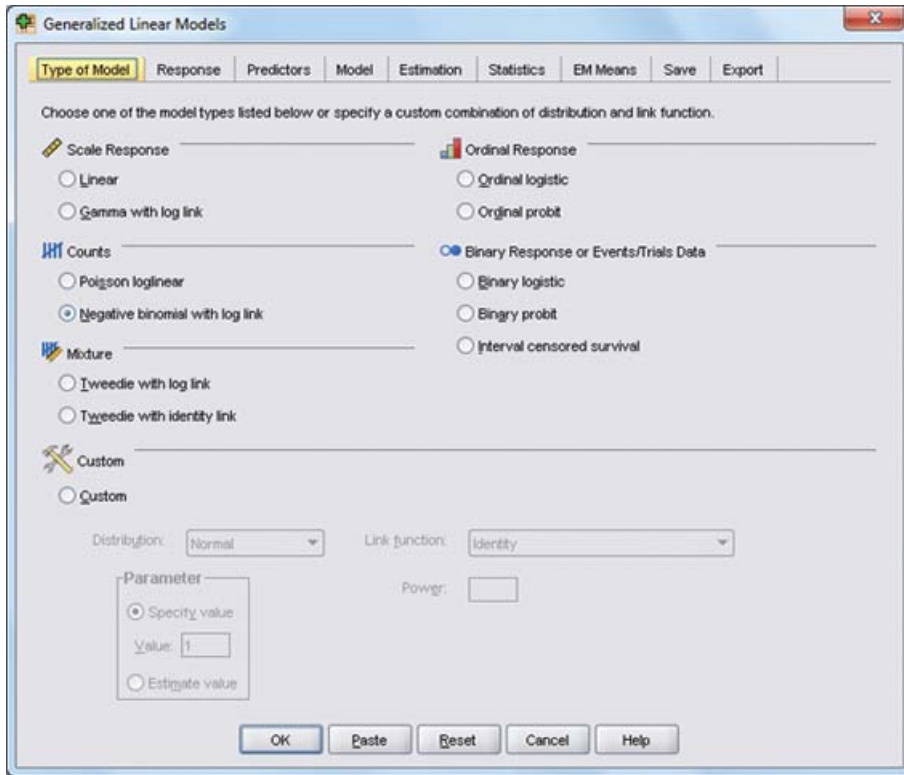 Generalized Linear Models
Type of Model Response Predictors Model Estimation Statistics EM Means Save Export
Choose one of the model types listed below or specify a custom combination of distribution and link function.
Scale Response
Linear
Gamma with log link
Ordinal Response
Ordinal logistic
Ordinal probit
Counts
Poisson loglinear
Negative binomial with log link
Binary Response or Events/Trials Data
Binary logistic
Binary probit
Interval censored survival
Mixture
Tweedie with log link
Tweedie with identity link
Custom
Custom
Distribution: Normal Link function: Identity
Parameter
Specify value
Value: 1
Estimate value
Power:
OK Paste Reset Cancel Help